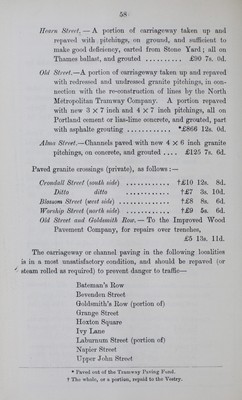 58
Hearn Street. — A portion of carriageway taken up and
repaved with pitchings, on ground, and sufficient to
make good deficiency, carted from Stone Yard; all on
Thames ballast, and grouted .......... £90 7s. 0d.
Old Street.—A portion of carriageway taken up and repaved
with redressed and undressed granite pitchings, in con-
nection with the re-construction of lines by the North
Metropolitan Tramway Company. A portion repaved
with new 3 × 7 inch and 4 × 7 inch pitchings, all on
Portland cement or lias-lime concrete, and grouted, part
with asphalte grouting ............ *£866 12s. 0d.
Alma Street.—Channels paved with new 4 × 6 inch granite
pitchings, on concrete, and grouted .... £125 7s. 6d.
Paved granite crossings (private), as follows:—
Crondall Street (south side) ............ †£10 12s. 8d.
Ditto ditto ............ †£7 3s. 10d.
Blossom Street (west side) ............ †£8 8s. 6d.
Worship Street (north side) ............ †£9 5s. 6d.
Old Street and Goldsmith Row. — To the Improved Wood
Pavement Company, for repairs over trenches,
£5 13s. 11d.
The carriageway or channel paving in the following localities
is in a most unsatisfactory condition, and should be repaved (or
steam rolled as required) to prevent danger to traffic—
Bateman's Row
Bevenden Street
Goldsmith's Row (portion of)
Grange Street
Hoxton Square
Ivy Lane
Laburnum Street (portion of)
Napier Street
Upper John Street
* Paved out of the Tramway Paving Fund.
† The whole, or a portion, repaid to the Vestry.